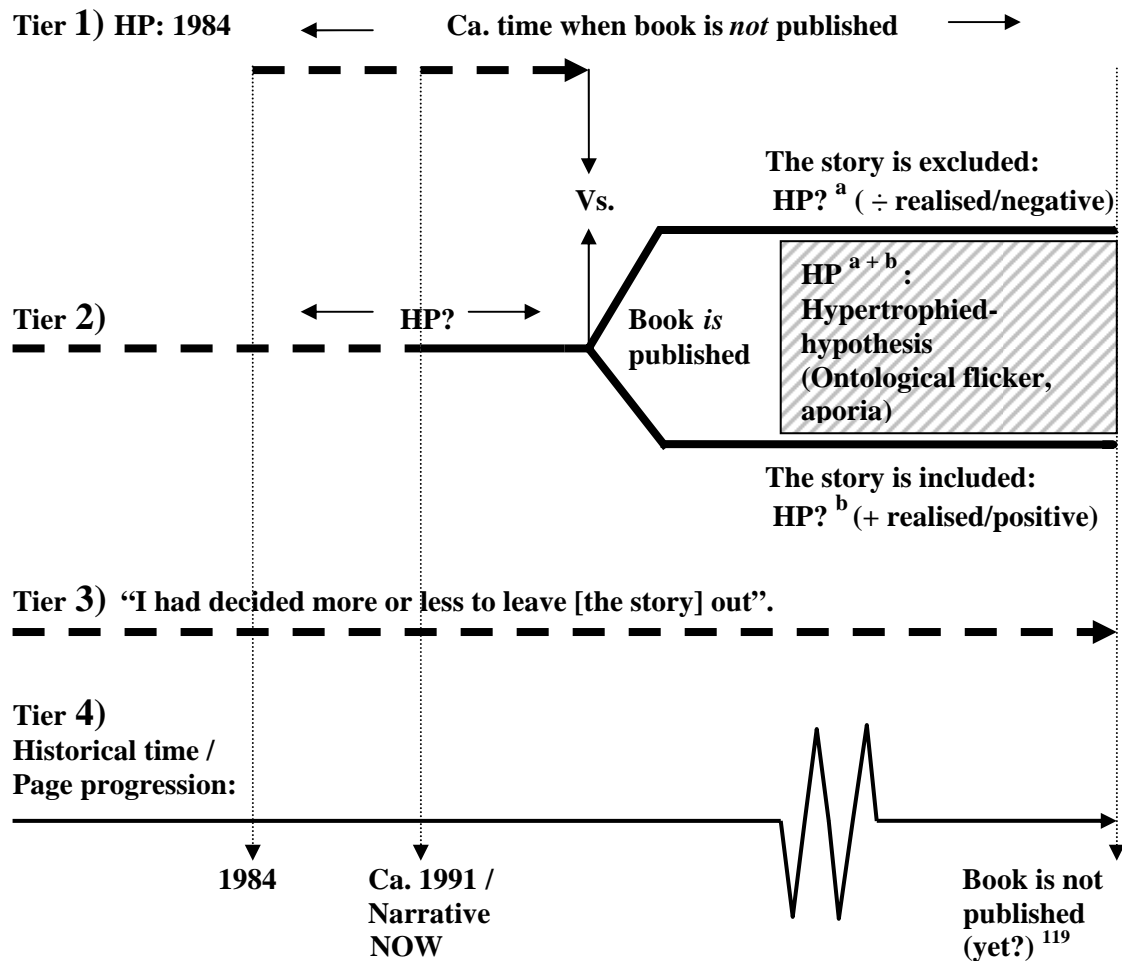 Tier 1) HP: 1984
Ca. time when book is not published
Vs.
The story is excluded:
HP? a ( ÷ realised/negative)
Tier 2)
HP?
Book is
published
HP a + b :
Hypertrophied-
hypothesis
(Ontological flicker,
aporia)
The story is included:
HP? b (+ realised/positive)
Tier 3) “I had decided more or less to leave [the story] out”.
Tier 4)
Historical time /
Page progression:
1984
Ca. 1991 /
Narrative
NOW
Book is not
published
(yet?) 119